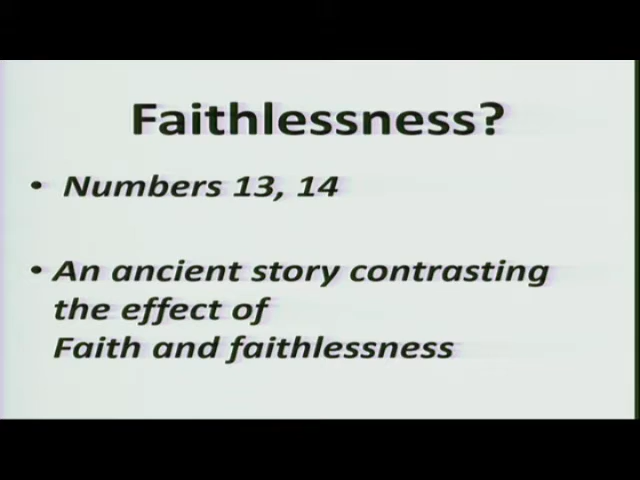 Faithlessness?
• Numbers 13, 14
• An ancient story contrasting
the effect of
Faith and faithlessness